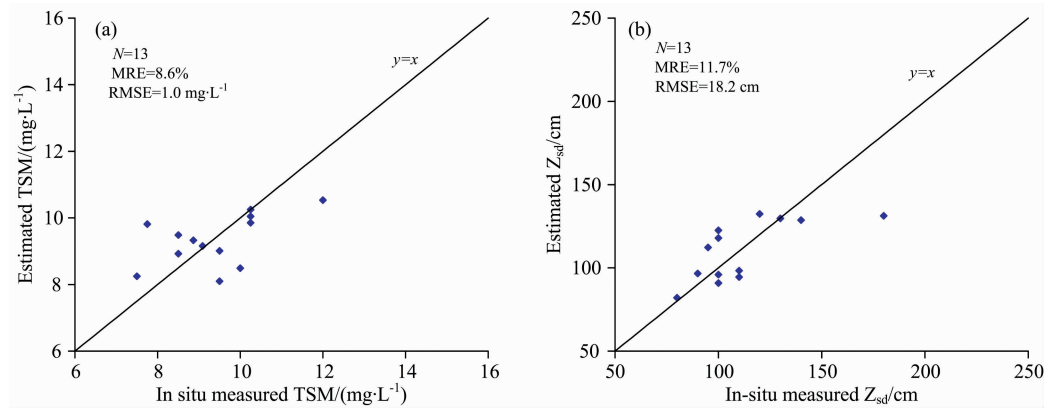 (a)
N=13
MRE=8.6%
RMSE=1.0 mg·L⁻¹
y=x
16
14
12
10
8
6
6 8 10 12 14 16
Estimated TSM/(mg·L⁻¹)
In situ measured TSM/(mg·L⁻¹)
(b)
N=13
MRE=11.7%
RMSE=18.2 cm
y=x
250
200
150
100
50
50 100 150 200 250
Estimated Zsd/cm
In-situ measured Zsd/cm